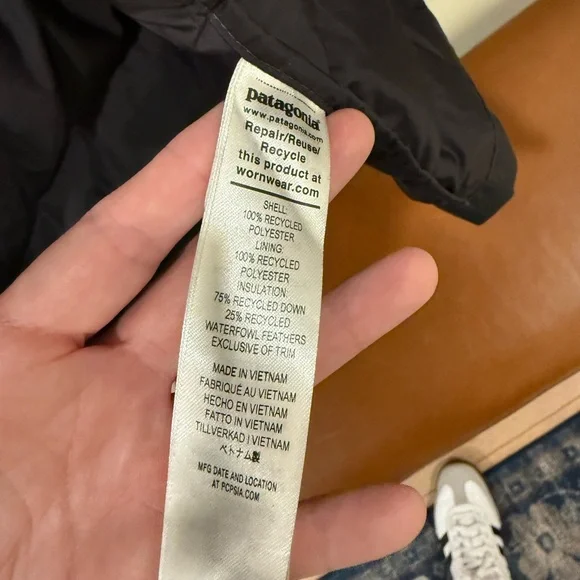 patagonia
www.patagonia.com
Repair/Reuse/
Recycle
this product at
wornwear.com
SHELL:
100% RECYCLED
POLYESTER
LINING:
100% RECYCLED
POLYESTER
INSULATION:
75% RECYCLED DOWN
25% RECYCLED
WATERFOWL FEATHERS
EXCLUSIVE OF TRIM
MADE IN VIETNAM
FABRIQUÉ AU VIETNAM
HECHO EN VIETNAM
FATTO IN VIETNAM
TILLVERKAD I VIETNAM
ベトナム製
MFG DATE AND LOCATION
AT PCPSIA.COM